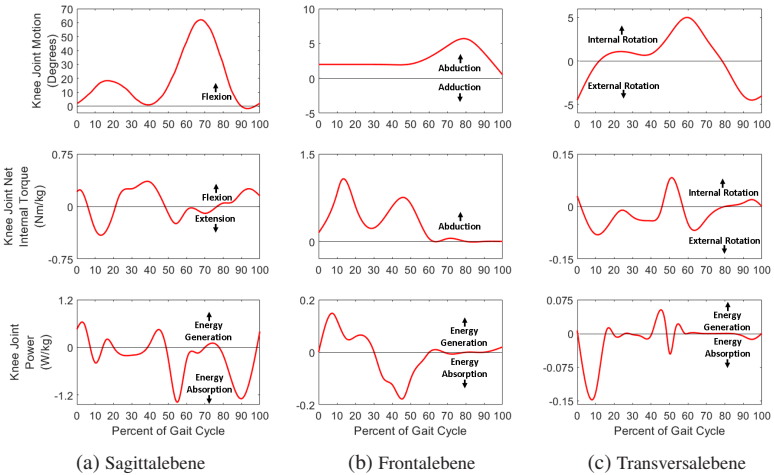 Knee Joint Motion
(Degrees)
70
60
50
40
30
20
10
0
Flexion
0 10 20 30 40 50 60 70 80 90 100
5
0
-5
Abduction
Adduction
0 10 20 30 40 50 60 70 80 90 100
5
0
-5
Internal Rotation
External Rotation
0 10 20 30 40 50 60 70 80 90 100
Knee Joint Net
Internal Torque
(Nm/kg)
0.75
0
-0.75
Flexion
Extension
0 10 20 30 40 50 60 70 80 90 100
1.5
0
Abduction
0 10 20 30 40 50 60 70 80 90 100
0.15
0
-0.15
Internal Rotation
External Rotation
0 10 20 30 40 50 60 70 80 90 100
Knee Joint
Power
(W/kg)
1.2
0
-1.2
Energy
Generation
Energy
Absorption
0 10 20 30 40 50 60 70 80 90 100
Percent of Gait Cycle
0.2
0
-0.2
Energy
Generation
Energy
Absorption
0 10 20 30 40 50 60 70 80 90 100
Percent of Gait Cycle
0.075
0
-0.075
-0.15
Energy
Generation
Energy
Absorption
0 10 20 30 40 50 60 70 80 90 100
Percent of Gait Cycle
(a) Sagittalebene
(b) Frontalebene
(c) Transversalebene